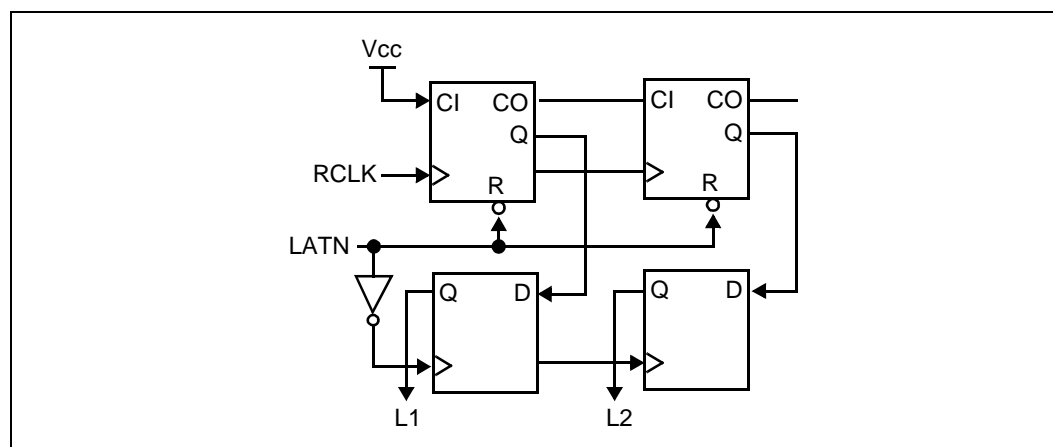 Vcc
CI CO
Q
R
RCLK
CI CO
Q
R
LATN
Q D
Q D
L1
L2